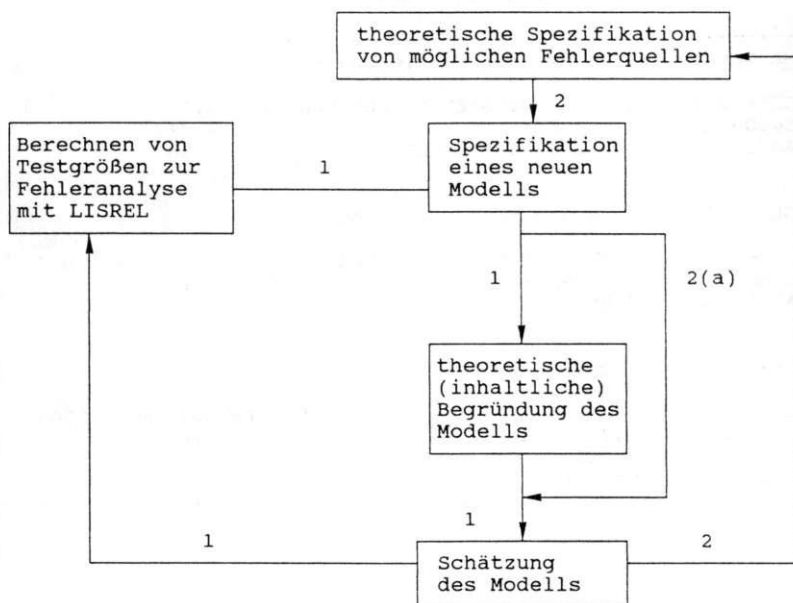 theoretische Spezifikation
von möglichen Fehlerquellen
2
Berechnen von
Testgrößen zur
Fehleranalyse
mit LISREL
1
Spezifikation
eines neuen
Modells
1
2(a)
theoretische
(inhaltliche)
Begründung des
Modells
1
1
2
Schätzung
des Modells